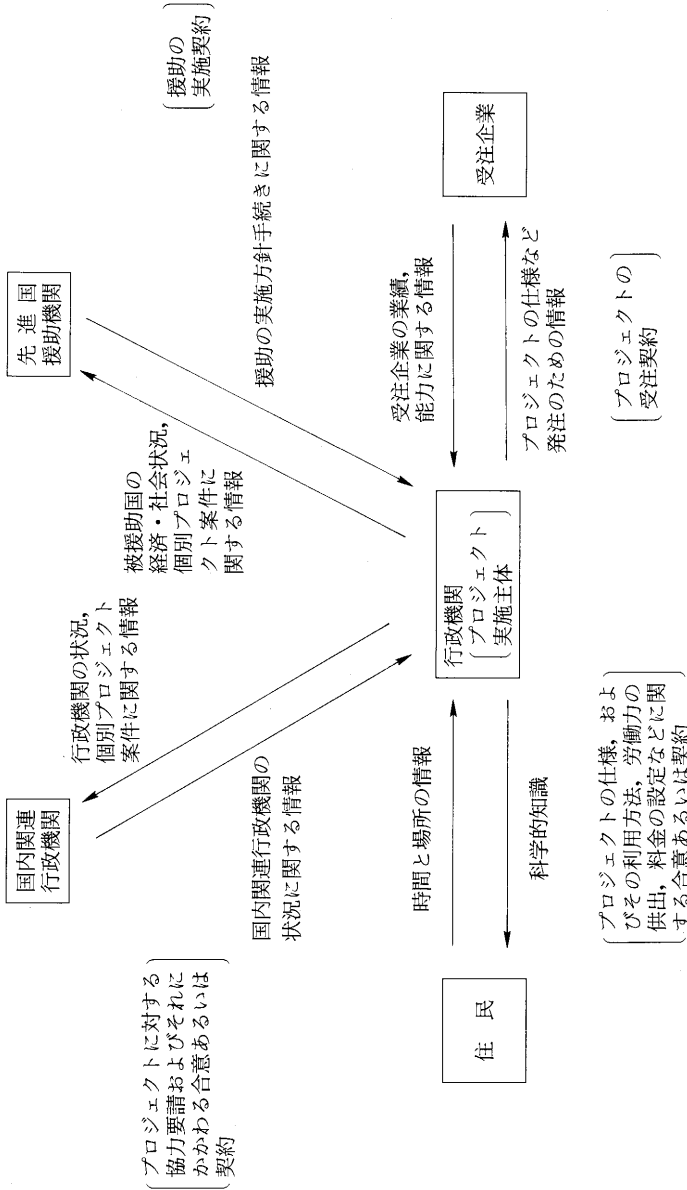 国内関連
行政機関
先進国
援助機関
援助の
実施契約
プロジェクトに対する
協力要請およびそれに
かかわる合意あるいは
契約
行政機関の状況，
個別プロジェクト
案件に関する情報
国内関連行政機関の
状況に関する情報
被援助国の
経済・社会状況，
個別プロジェ
クト案件に
関する情報
援助の実施方針手続きに関する情報
住民
時間と場所の情報
科学的知識
行政機関
プロジェクト
実施主体
受注企業の業績，
能力に関する情報
プロジェクトの仕様など
発注のための情報
受注企業
プロジェクトの仕様，およ
びその利用方法，労働力の
供出，料金の設定などに関
する合意あるいは契約
プロジェクトの
受注契約